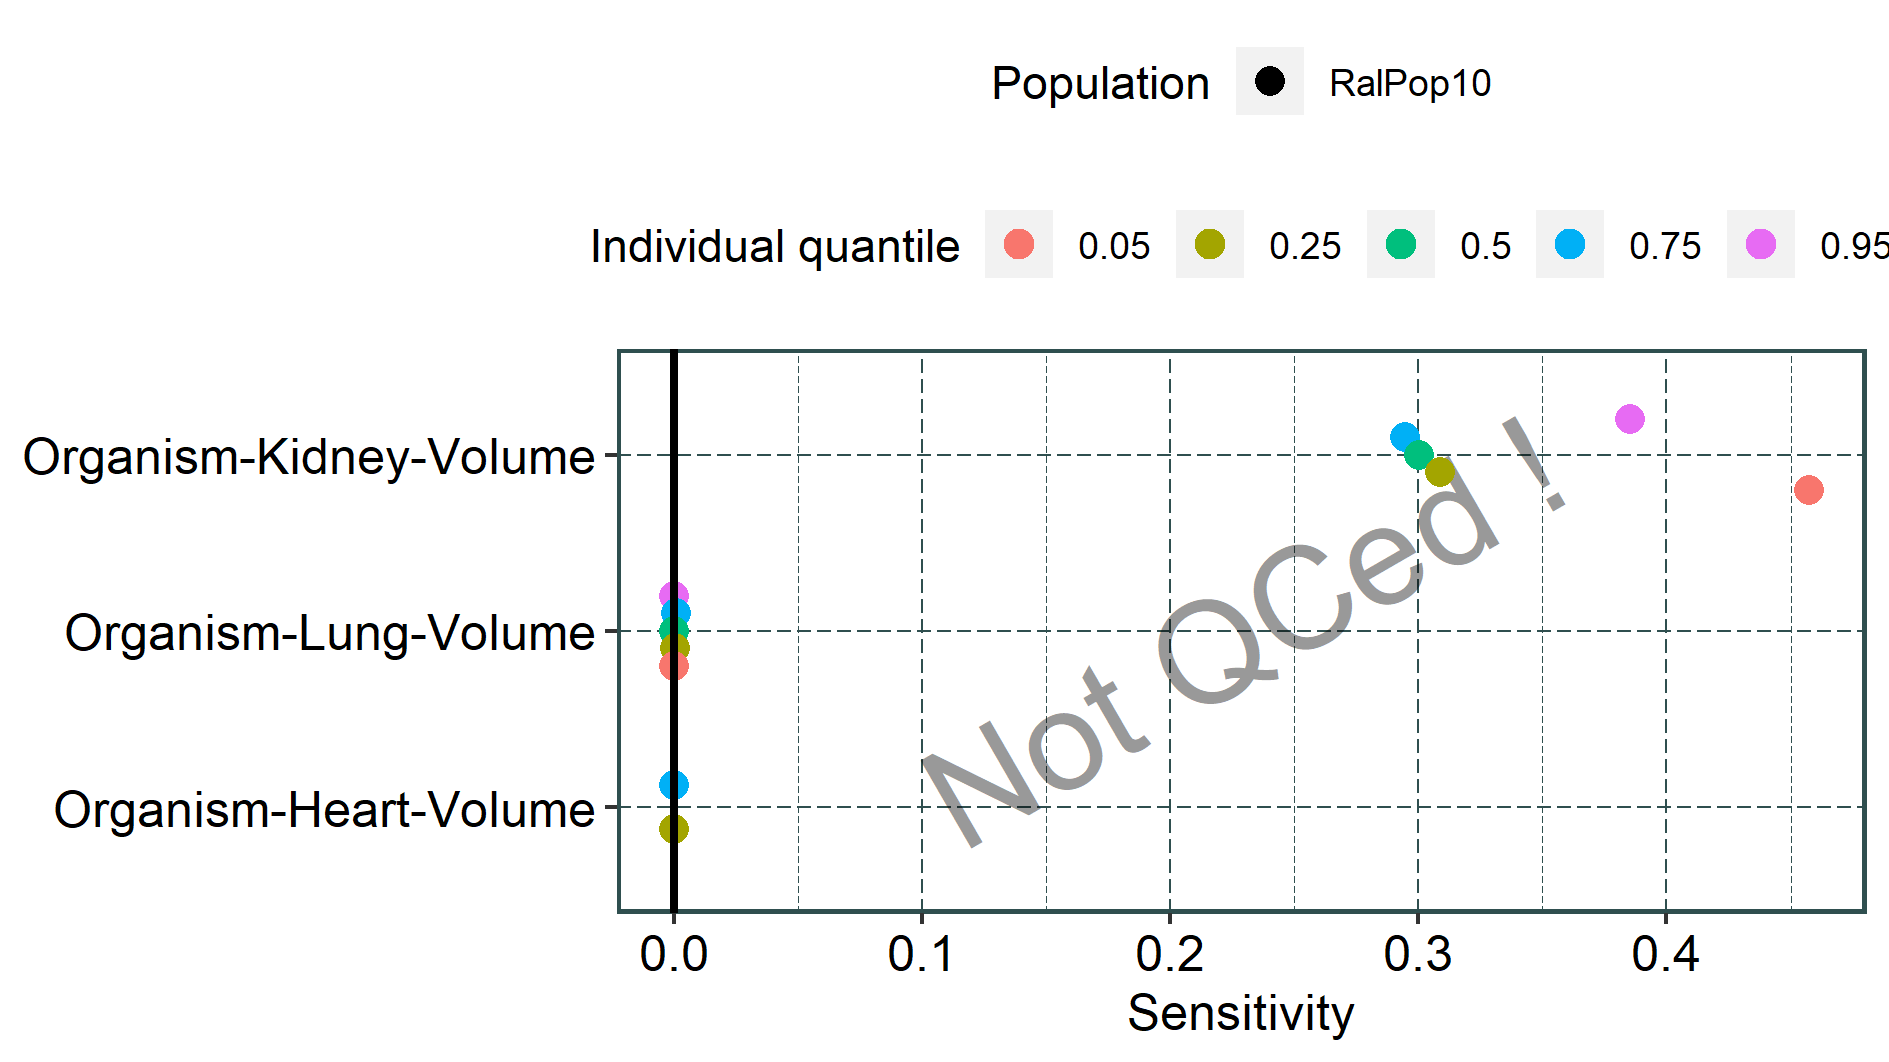 Population RalPop10
Individual quantile 0.05 0.25 0.5 0.75 0.95
Organism-Kidney-Volume
Organism-Lung-Volume
Organism-Heart-Volume
Not QCed !
0.0 0.1 0.2 0.3 0.4
Sensitivity